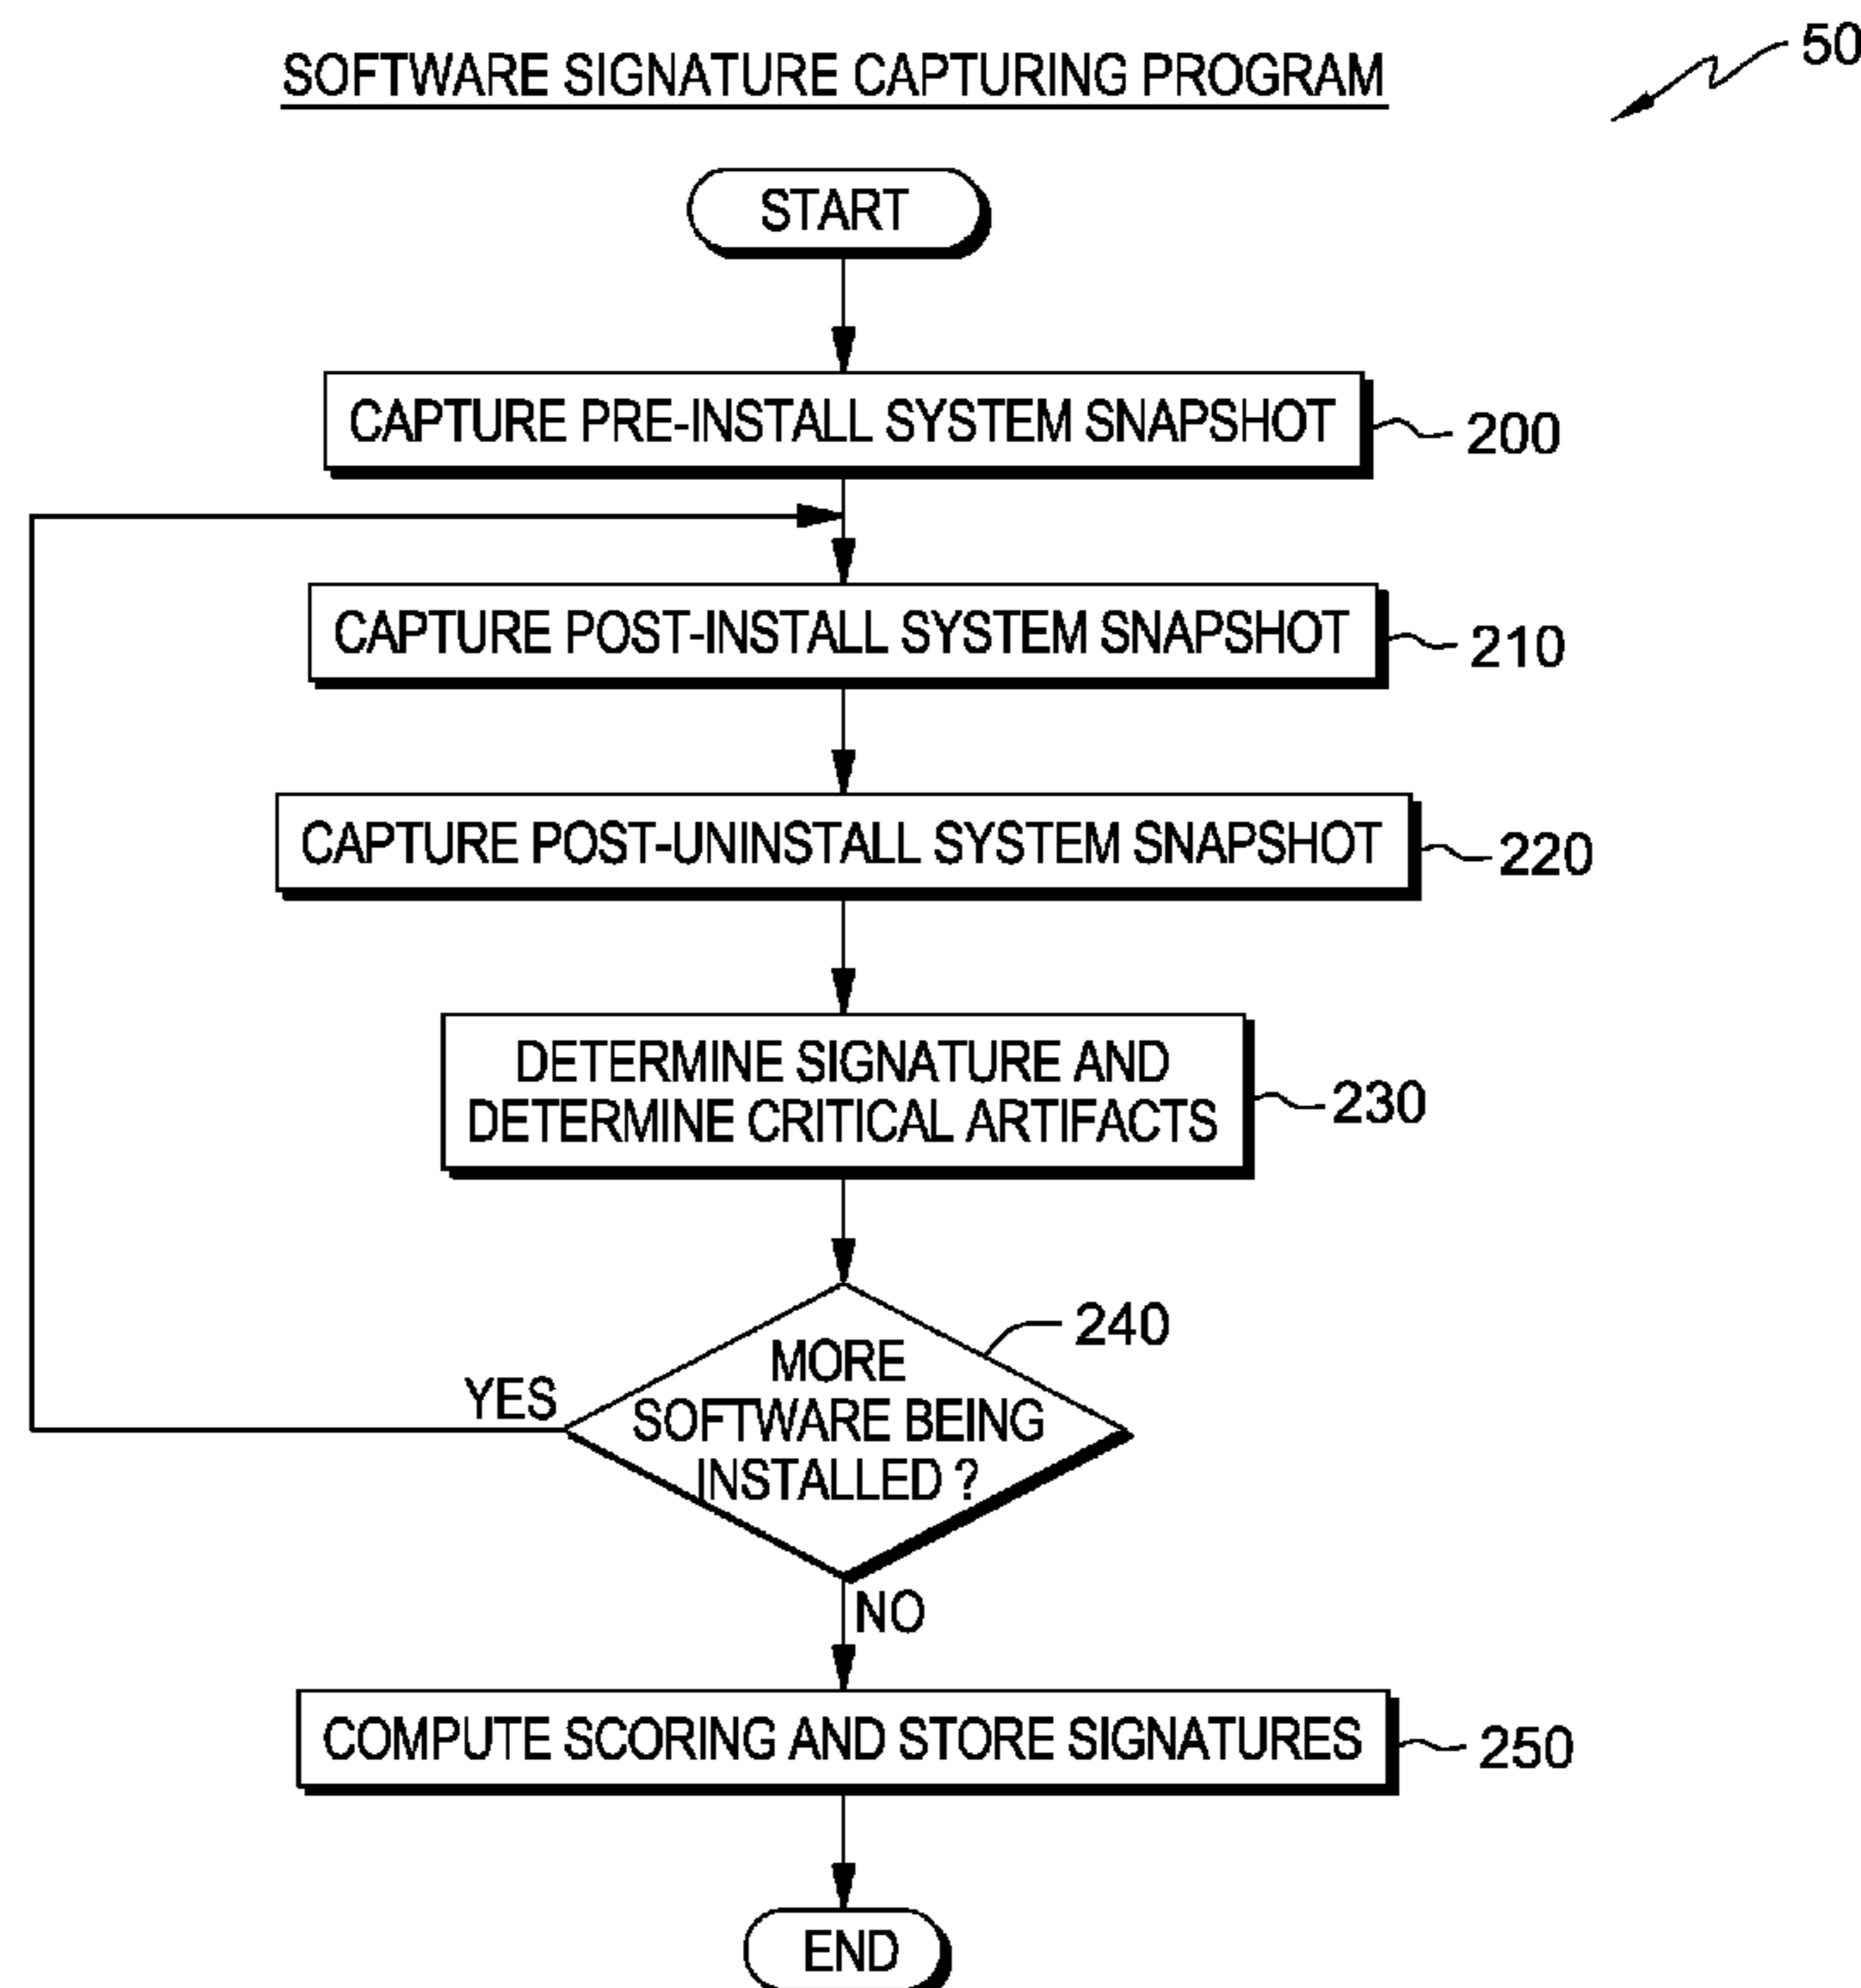 SOFTWARE SIGNATURE CAPTURING PROGRAM
50
START
CAPTURE PRE-INSTALL SYSTEM SNAPSHOT
200
CAPTURE POST-INSTALL SYSTEM SNAPSHOT
210
CAPTURE POST-UNINSTALL SYSTEM SNAPSHOT
220
DETERMINE SIGNATURE AND
DETERMINE CRITICAL ARTIFACTS
230
240
MORE
SOFTWARE BEING
INSTALLED ?
YES
NO
COMPUTE SCORING AND STORE SIGNATURES
250
END